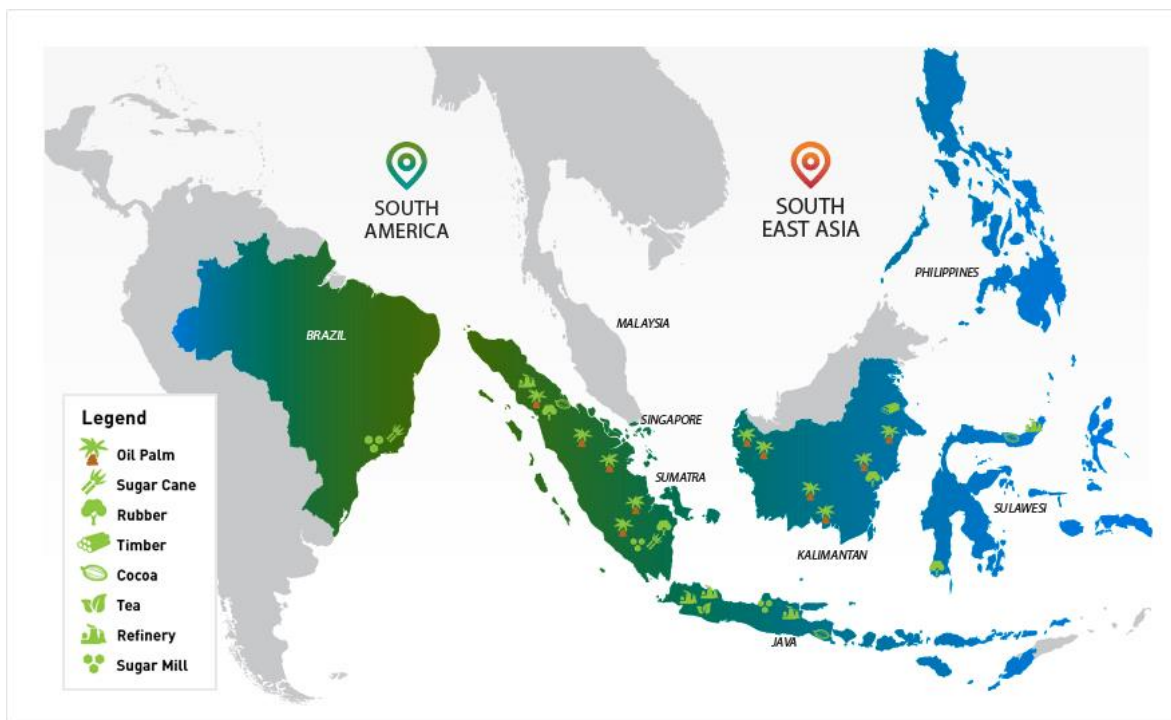 SOUTH
AMERICA
SOUTH
EAST ASIA
PHILIPPINES
MALAYSIA
BRAZIL
SINGAPORE
SUMATRA
SULAWESI
KALIMANTAN
JAVA
Legend
Oil Palm
Sugar Cane
Rubber
Timber
Cocoa
Tea
Refinery
Sugar Mill